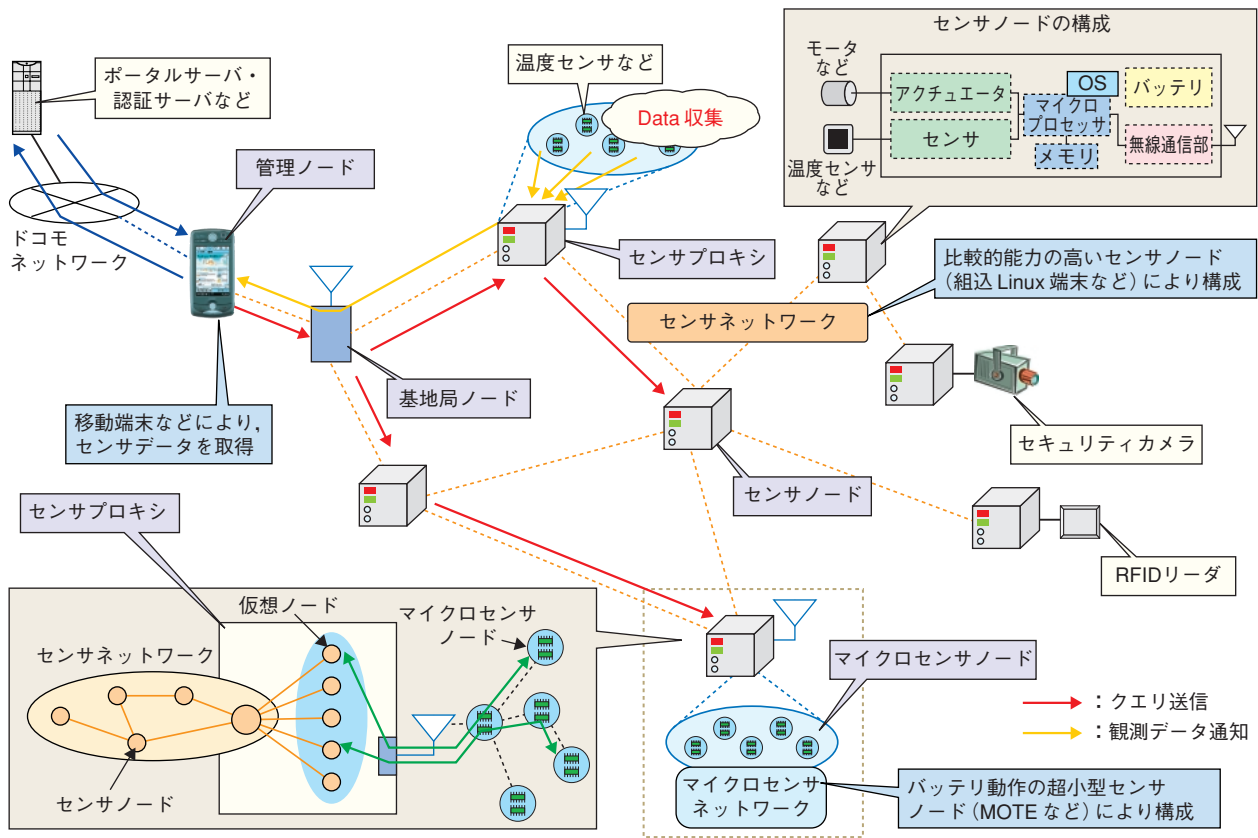 センサノードの構成
モータ
など
アクチュエータ
OS
バッテリ
マイクロ
プロセッサ
センサ
メモリ
無線通信部
温度センサ
など
ポータルサーバ・
認証サーバなど
温度センサなど
Data 収集
管理ノード
ドコモ
ネットワーク
センサプロキシ
比較的能力の高いセンサノード
(組込 Linux 端末など) により構成
センサネットワーク
基地局ノード
移動端末などにより,
センサデータを取得
セキュリティカメラ
センサノード
RFIDリーダ
センサプロキシ
仮想ノード
マイクロセンサ
ノード
センサネットワーク
センサノード
マイクロセンサノード
:クエリ送信
:観測データ通知
マイクロセンサ
ネットワーク
バッテリ動作の超小型センサ
ノード (MOTE など) により構成